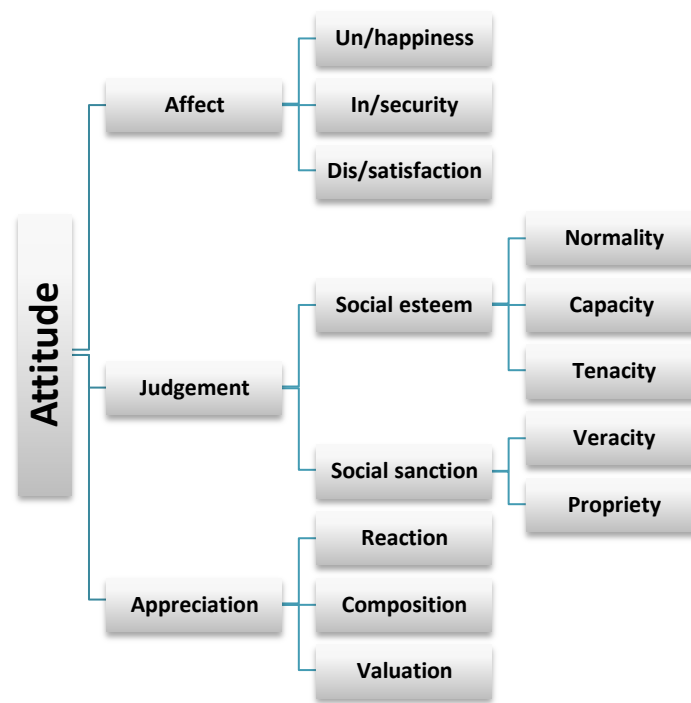 Attitude
Affect
Un/happiness
In/security
Dis/satisfaction
Judgement
Social esteem
Normality
Capacity
Tenacity
Social sanction
Veracity
Propriety
Appreciation
Reaction
Composition
Valuation